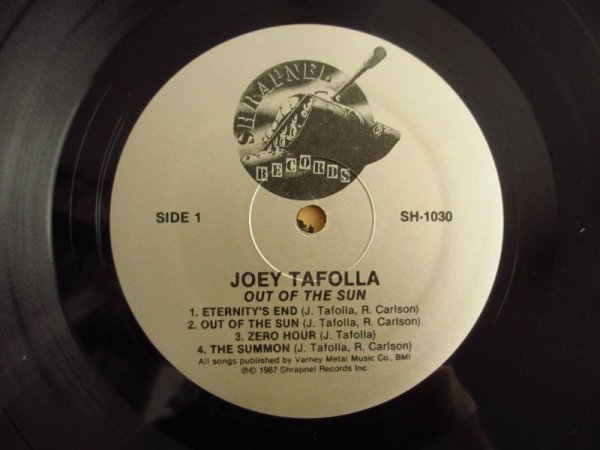 SHRAPNEL
RECORDS
SIDE 1
SH-1030
JOEY TAFOLLA
OUT OF THE SUN
1. ETERNITY'S END (J. Tafolla, R. Carlson)
2. OUT OF THE SUN (J. Tafolla, R. Carlson)
3. ZERO HOUR (J. Tafolla)
4. THE SUMMON (J. Tafolla, R. Carlson)
All songs published by Varney Metal Music Co., BMI
℗© 1987 Shrapnel Records Inc.